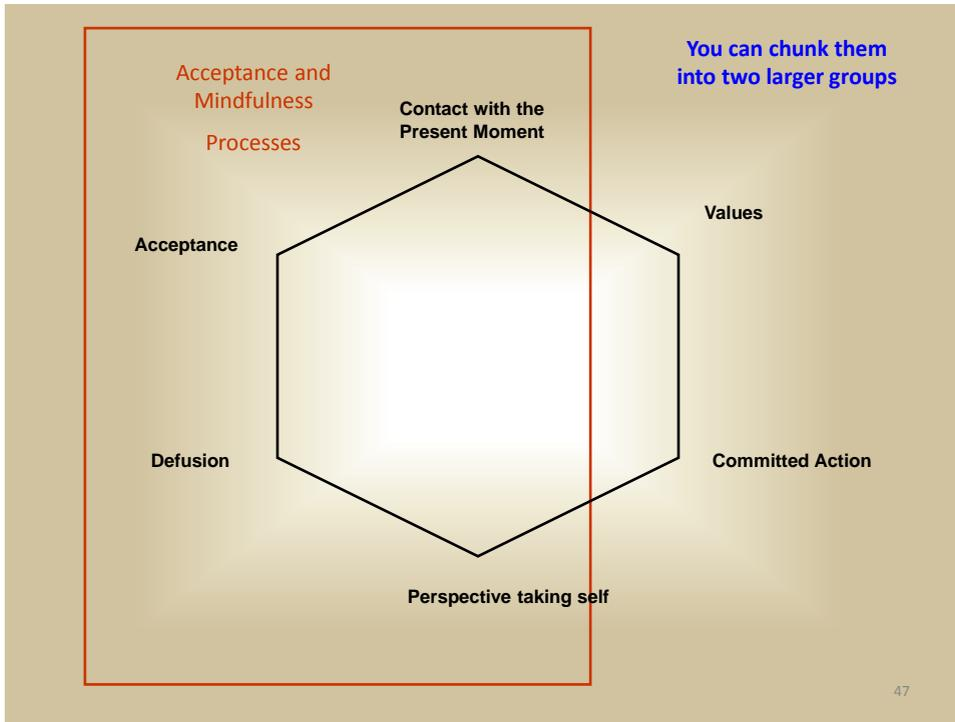 Acceptance and
Mindfulness
Processes
You can chunk them
into two larger groups
Contact with the
Present Moment
Values
Acceptance
Defusion
Committed Action
Perspective taking self
47